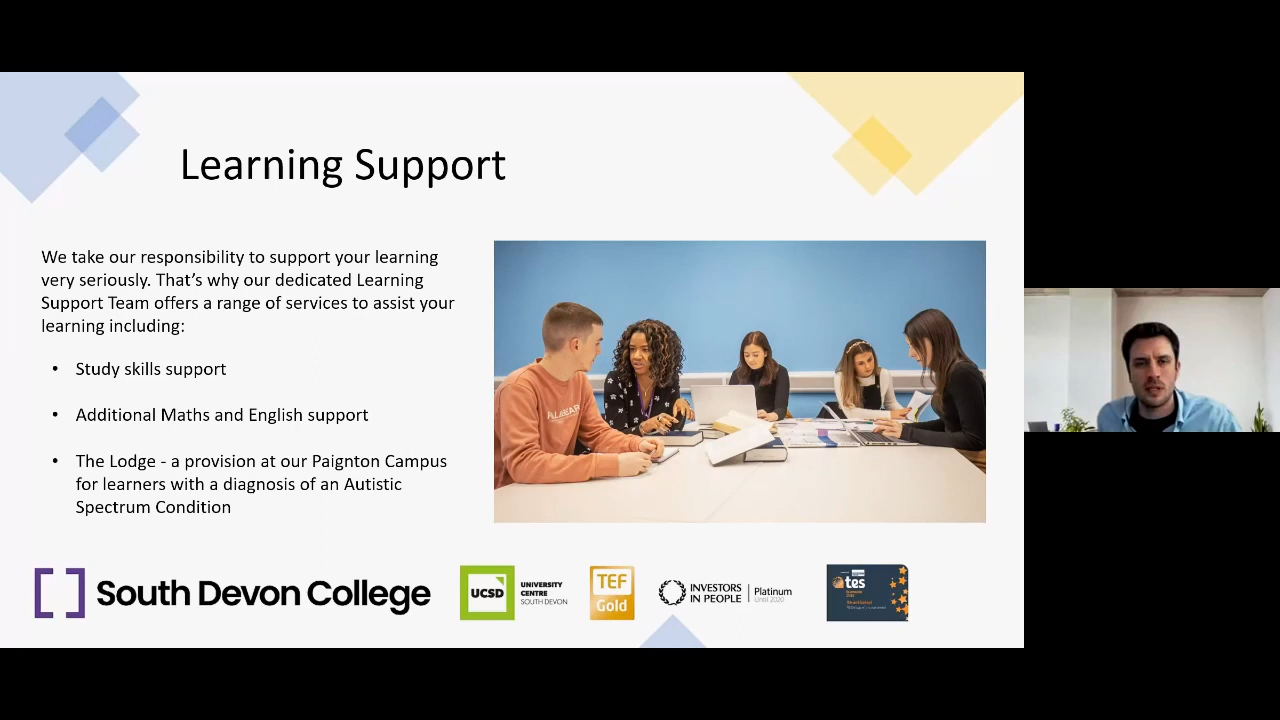 Learning Support
We take our responsibility to support your learning
very seriously. That’s why our dedicated Learning
Support Team offers a range of services to assist your
learning including:
• Study skills support
• Additional Maths and English support
• The Lodge - a provision at our Paignton Campus
for learners with a diagnosis of an Autistic
Spectrum Condition
South Devon College
UCSD
UNIVERSITY
CENTRE
SOUTH DEVON
TEF
Gold
INVESTORS
IN PEOPLE
Platinum
Until 2020
tes